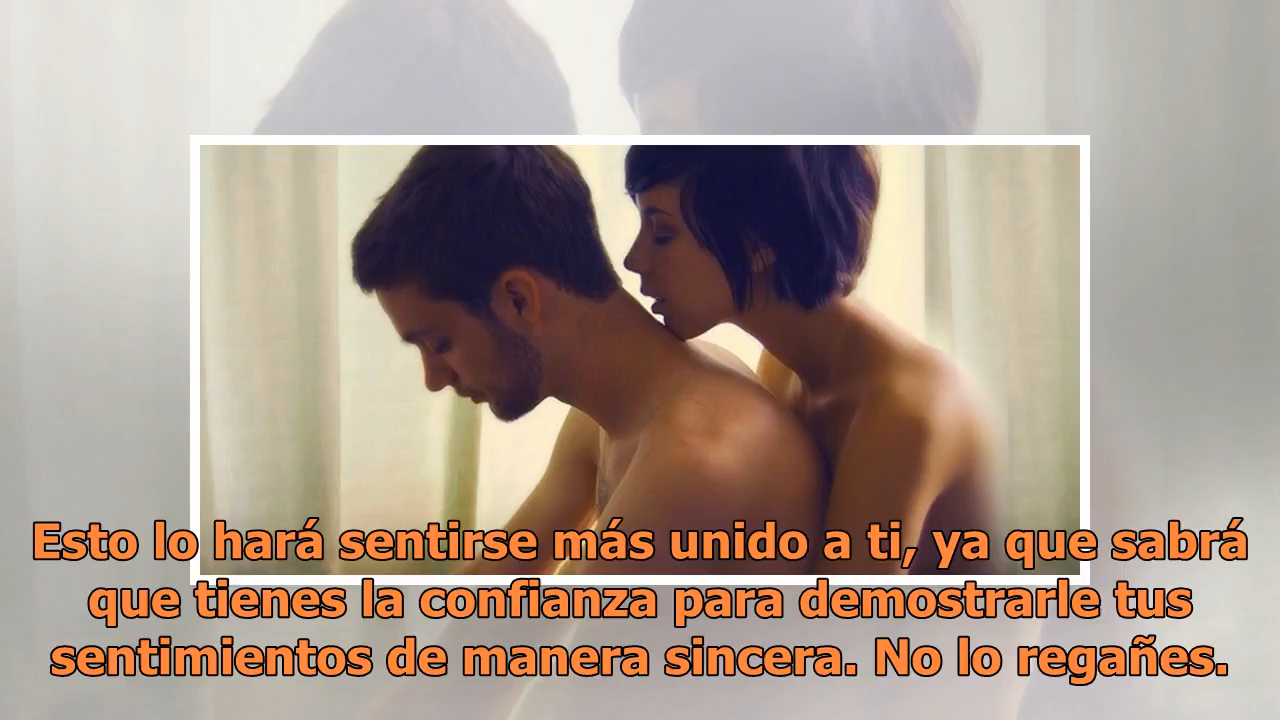 Esto lo hará sentirse más unido a ti, ya que sabrá
que tienes la confianza para demostrarle tus
sentimientos de manera sincera. No lo regañes.